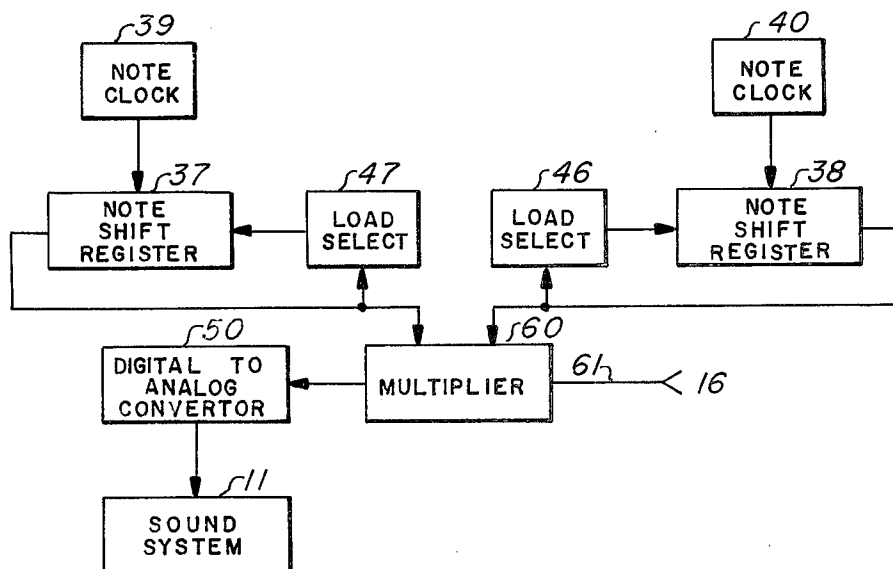 39
NOTE
CLOCK
40
NOTE
CLOCK
37
NOTE
SHIFT
REGISTER
47
LOAD
SELECT
46
LOAD
SELECT
38
NOTE
SHIFT
REGISTER
50
DIGITAL TO
ANALOG
CONVERTOR
60
MULTIPLIER
61
16
11
SOUND
SYSTEM